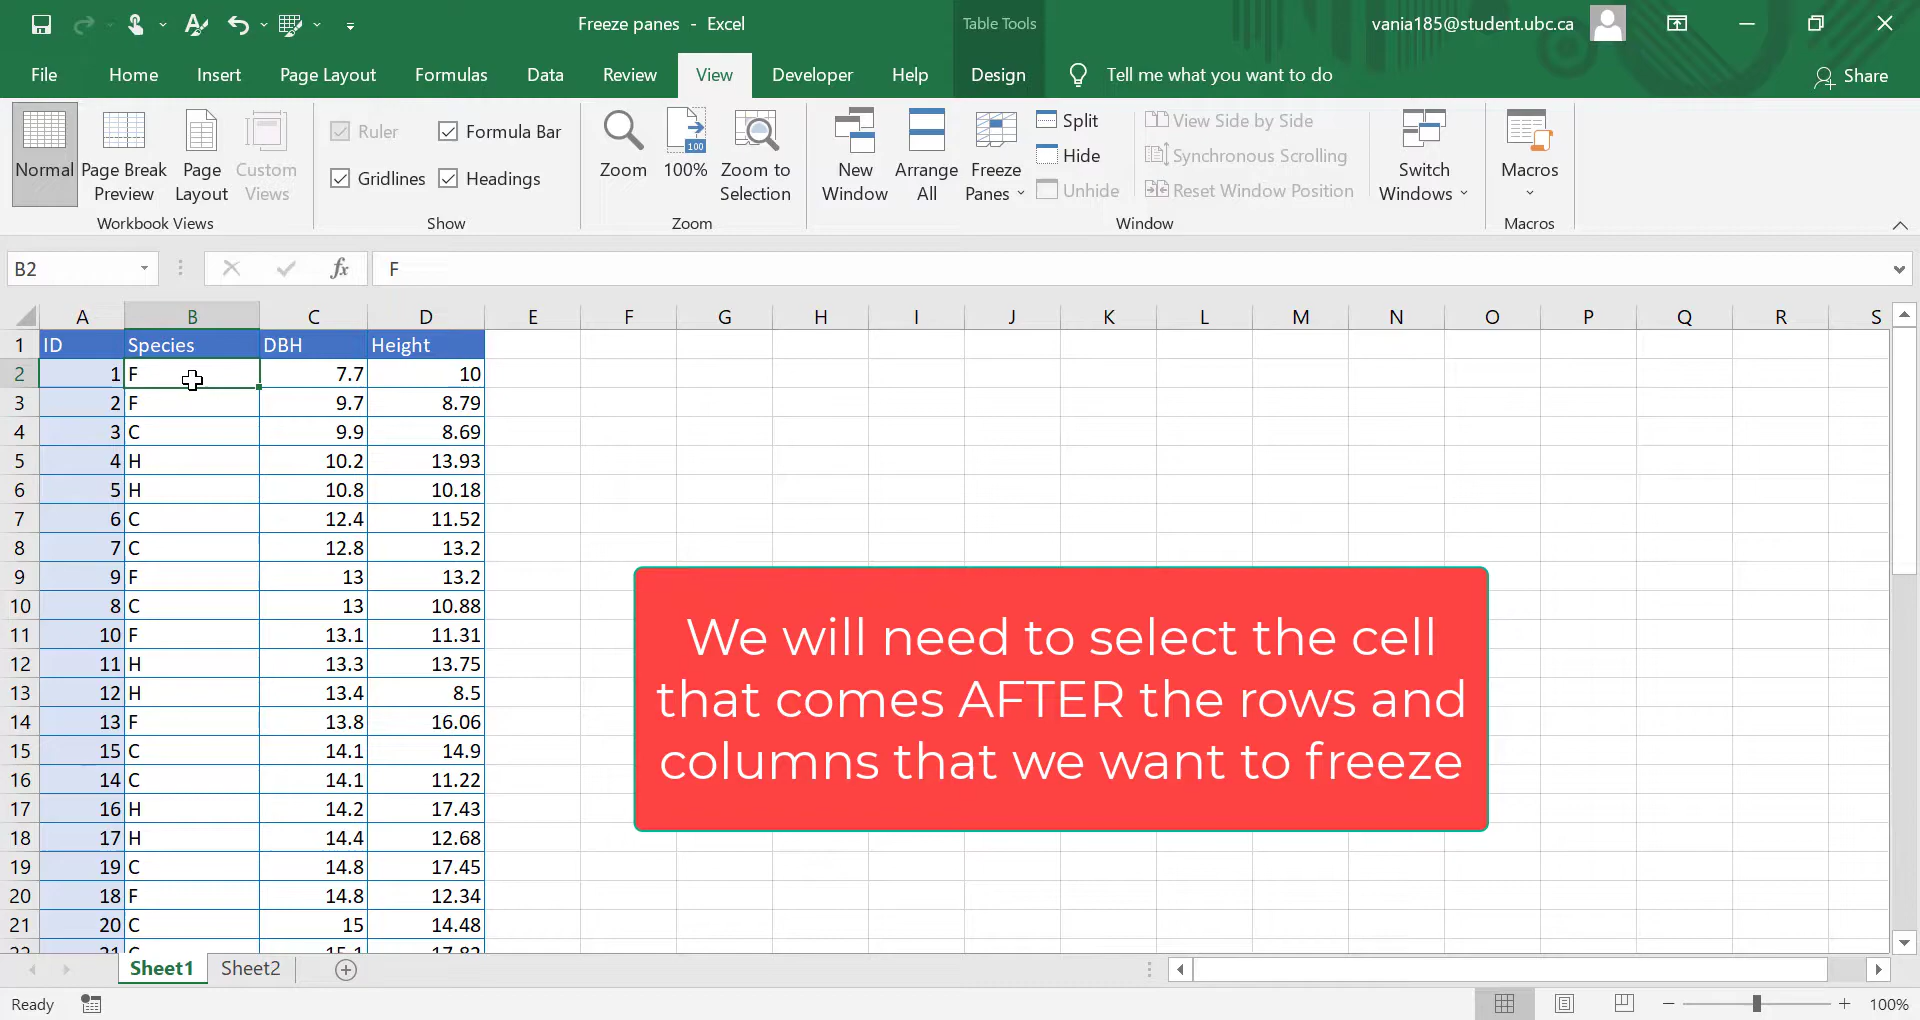 Freeze panes - Excel
Table Tools
vania185@student.ubc.ca
File Home Insert Page Layout Formulas Data Review View Developer Help Design Tell me what you want to do Share
Normal
Page Break Preview
Page Layout
Custom Views
Workbook Views
Ruler
Formula Bar
Gridlines
Headings
Show
Zoom
100
100%
Zoom to Selection
Zoom
New Window
Arrange All
Freeze Panes
Split
Hide
Unhide
View Side by Side
Synchronous Scrolling
Reset Window Position
Window
Switch Windows
Macros
Macros
B2 fx F
A B C D E F G H I J K L M N O P Q R S
1 ID Species DBH Height
2 1 F 7.7 10
3 2 F 9.7 8.79
4 3 C 9.9 8.69
5 4 H 10.2 13.93
6 5 H 10.8 10.18
7 6 C 12.4 11.52
8 7 C 12.8 13.2
9 9 F 13 13.2
10 8 C 13 10.88
11 10 F 13.1 11.31
12 11 H 13.3 13.75
13 12 H 13.4 8.5
14 13 F 13.8 16.06
15 15 C 14.1 14.9
16 14 C 14.1 11.22
17 16 H 14.2 17.43
18 17 H 14.4 12.68
19 19 C 14.8 17.45
20 18 F 14.8 12.34
21 20 C 15 14.48
We will need to select the cell
that comes AFTER the rows and
columns that we want to freeze
Sheet1 Sheet2
Ready 100%